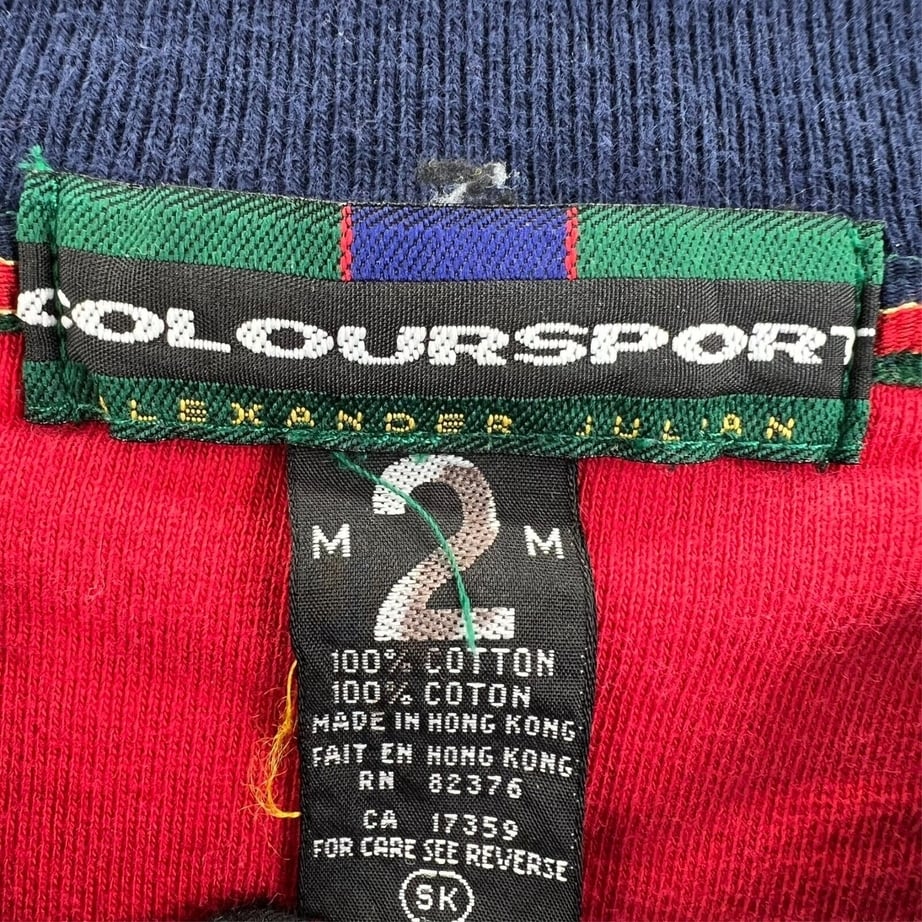 COLOURSPORT
ALEXANDER JULIAN
M 2 M
100% COTTON
100% COTON
MADE IN HONG KONG
FAIT EN HONG KONG
RN 82376
CA 17359
FOR CARE SEE REVERSE
SK